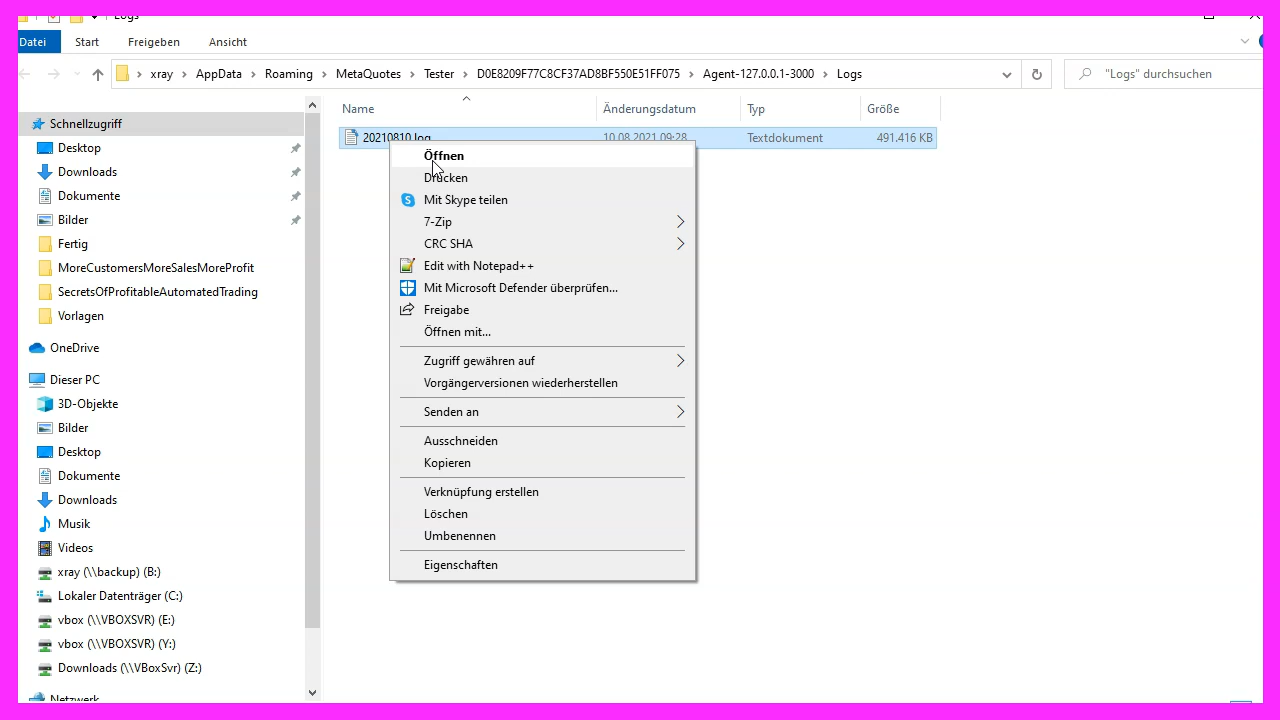 Logs
Datei Start Freigeben Ansicht
xray AppData Roaming MetaQuotes Tester D0E8209F77C8CF37AD8BF550E51FF075 Agent-127.0.0.1-3000 Logs "Logs" durchsuchen
Name Änderungsdatum Typ Größe
20210810.log 10.08.2021 09:28 Textdokument 491.416 KB
Schnellzugriff
Desktop
Downloads
Dokumente
Bilder
Fertig
MoreCustomersMoreSalesMoreProfit
SecretsOfProfitableAutomatedTrading
Vorlagen
OneDrive
Dieser PC
3D-Objekte
Bilder
Desktop
Dokumente
Downloads
Musik
Videos
xray (\\backup) (B:)
Lokaler Datenträger (C:)
vbox (\\VBOXSVR) (E:)
vbox (\\VBOXSVR) (Y:)
Downloads (\\VBoxSvr) (Z:)
Netzwerk
Öffnen
Drucken
Mit Skype teilen
7-Zip
CRC SHA
Edit with Notepad++
Mit Microsoft Defender überprüfen...
Freigabe
Öffnen mit...
Zugriff gewähren auf
Vorgängerversionen wiederherstellen
Senden an
Ausschneiden
Kopieren
Verknüpfung erstellen
Löschen
Umbenennen
Eigenschaften